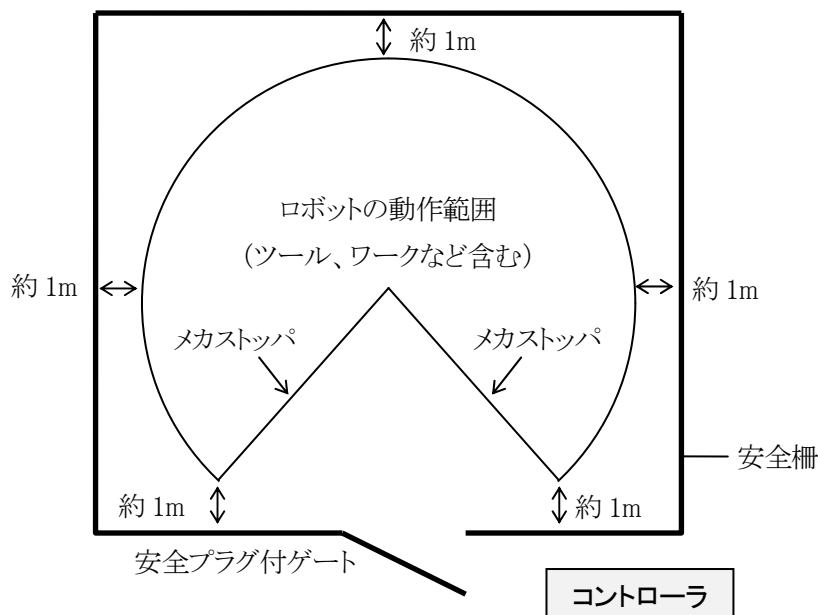 約 1m
ロボットの動作範囲
(ツール、ワークなど含む)
約 1m
約 1m
メカストッパ
メカストッパ
安全柵
約 1m
約 1m
安全プラグ付ゲート
コントローラ